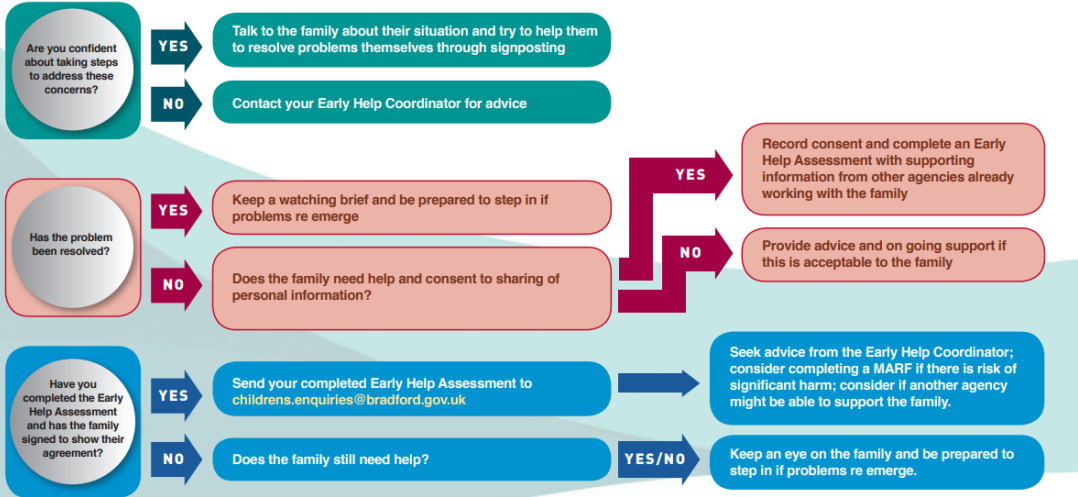 Are you confident
about taking steps
to address these
concerns?
YES
Talk to the family about their situation and try to help them
to resolve problems themselves through signposting
NO
Contact your Early Help Coordinator for advice
Has the problem
been resolved?
YES
Keep a watching brief and be prepared to step in if
problems re emerge
NO
Does the family need help and consent to sharing of
personal information?
YES
Record consent and complete an Early
Help Assessment with supporting
information from other agencies already
working with the family
NO
Provide advice and on going support if
this is acceptable to the family
Have you
completed the Early
Help Assessment
and has the family
signed to show their
agreement?
YES
Send your completed Early Help Assessment to
childrens.enquiries@bradford.gov.uk
Seek advice from the Early Help Coordinator;
consider completing a MARF if there is risk of
significant harm; consider if another agency
might be able to support the family.
NO
Does the family still need help?
YES/NO
Keep an eye on the family and be prepared to
step in if problems re emerge.